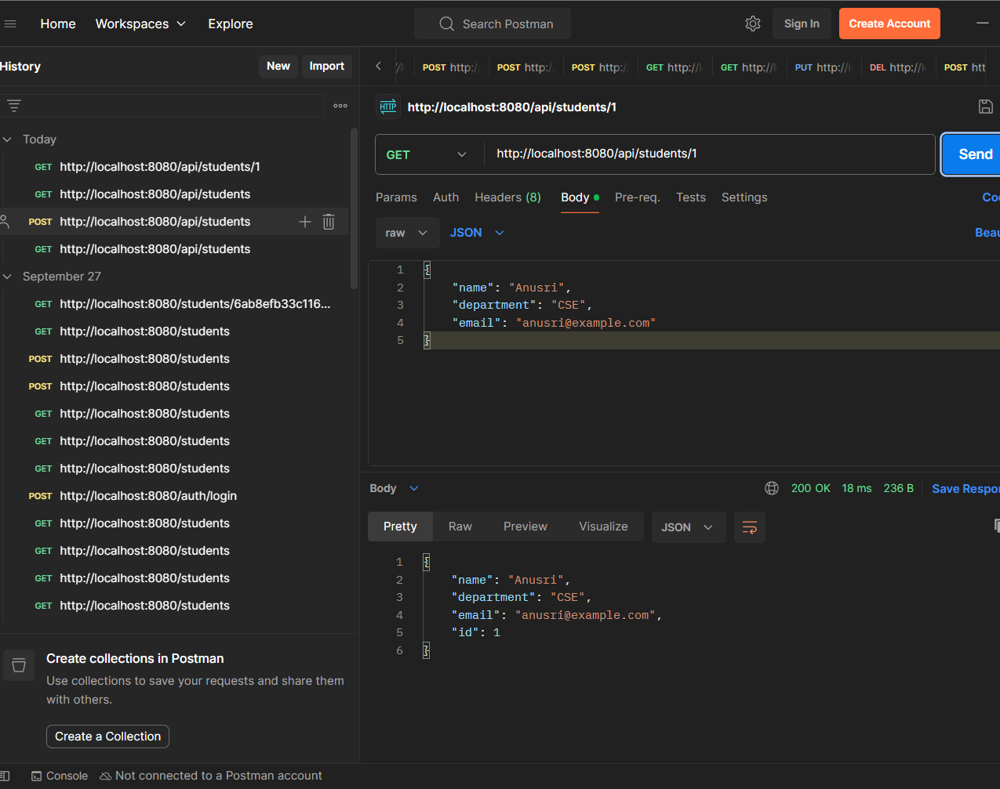 Home Workspaces Explore Search Postman Sign In Create Account
History New Import
POST http:/ POST http:/ POST http:/ GET http://l GET http://l PUT http://l DEL http://l POST htt
HTTP http://localhost:8080/api/students/1
Today
GET http://localhost:8080/api/students/1
GET http://localhost:8080/api/students
POST http://localhost:8080/api/students
GET http://localhost:8080/api/students
September 27
GET http://localhost:8080/students/6ab8efb33c116...
GET http://localhost:8080/students
POST http://localhost:8080/students
POST http://localhost:8080/students
GET http://localhost:8080/students
GET http://localhost:8080/students
GET http://localhost:8080/students
POST http://localhost:8080/auth/login
GET http://localhost:8080/students
GET http://localhost:8080/students
GET http://localhost:8080/students
GET http://localhost:8080/students
Create collections in Postman
Use collections to save your requests and share them
with others.
Create a Collection
GET http://localhost:8080/api/students/1 Send
Params Auth Headers (8) Body Pre-req. Tests Settings Coo
raw JSON Beau
1 {
2 "name": "Anusri",
3 "department": "CSE",
4 "email": "anusri@example.com"
5 }
Body 200 OK 18 ms 236 B Save Respon
Pretty Raw Preview Visualize JSON
1 {
2 "name": "Anusri",
3 "department": "CSE",
4 "email": "anusri@example.com",
5 "id": 1
6 }
Console Not connected to a Postman account